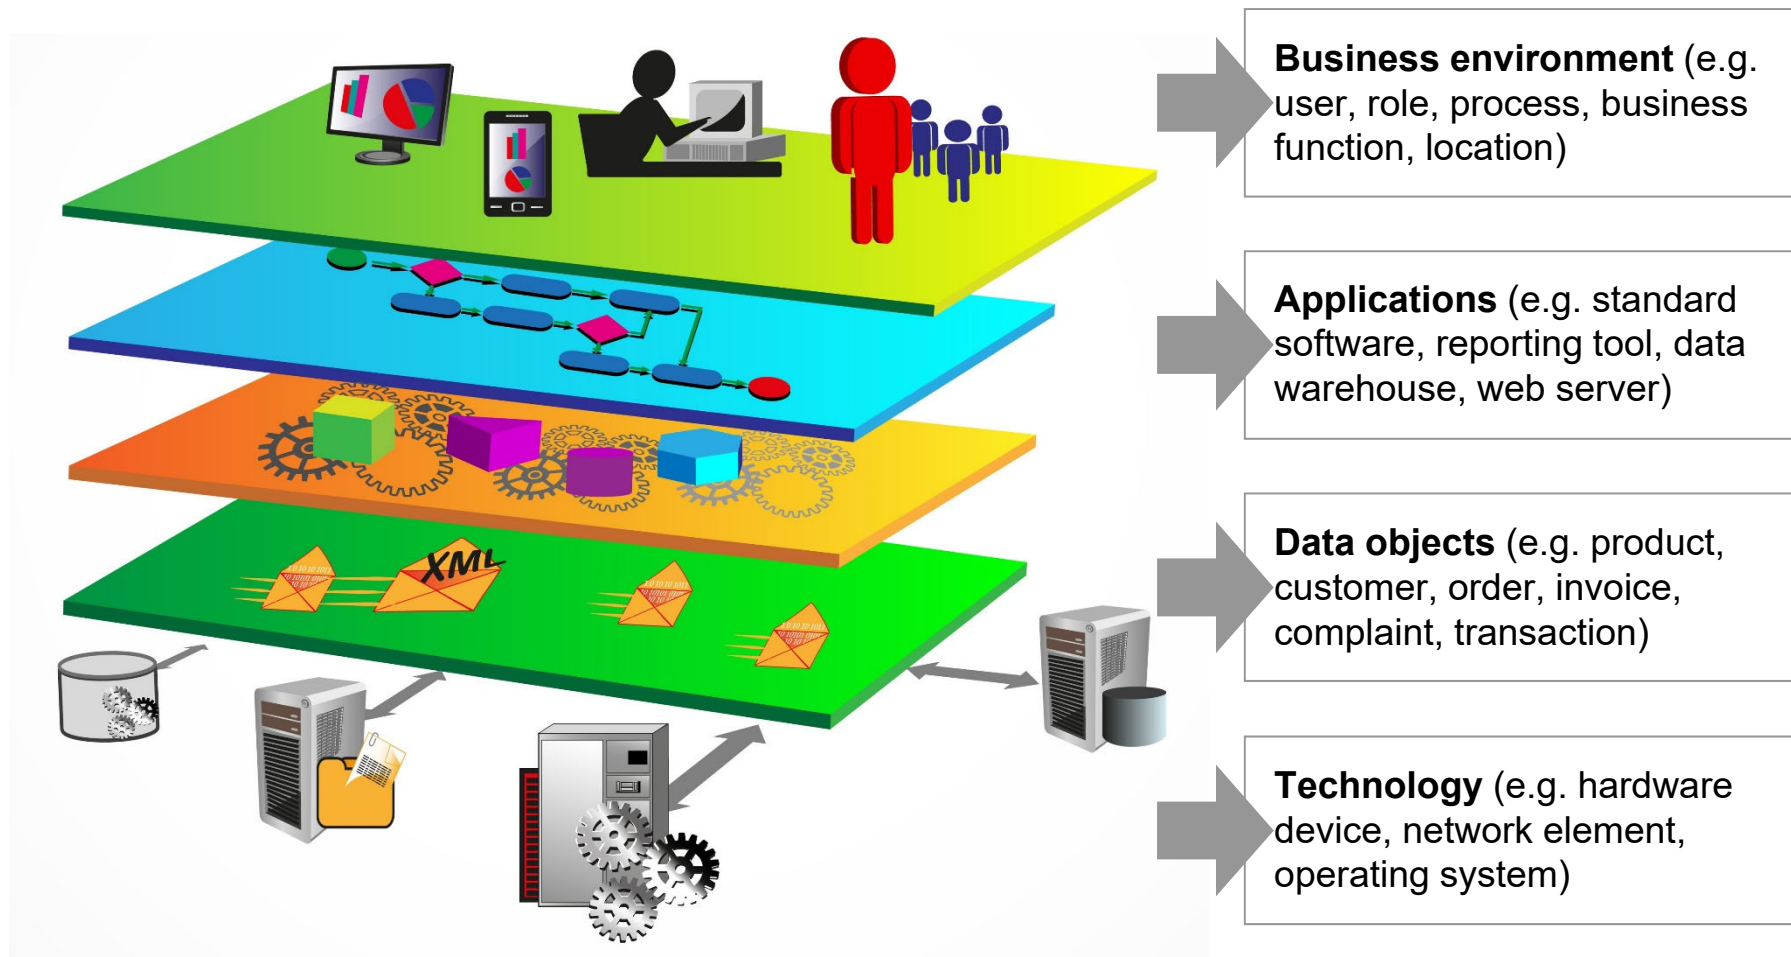 Business environment (e.g.
user, role, process, business
function, location)
Applications (e.g. standard
software, reporting tool, data
warehouse, web server)
XML
Data objects (e.g. product,
customer, order, invoice,
complaint, transaction)
Technology (e.g. hardware
device, network element,
operating system)